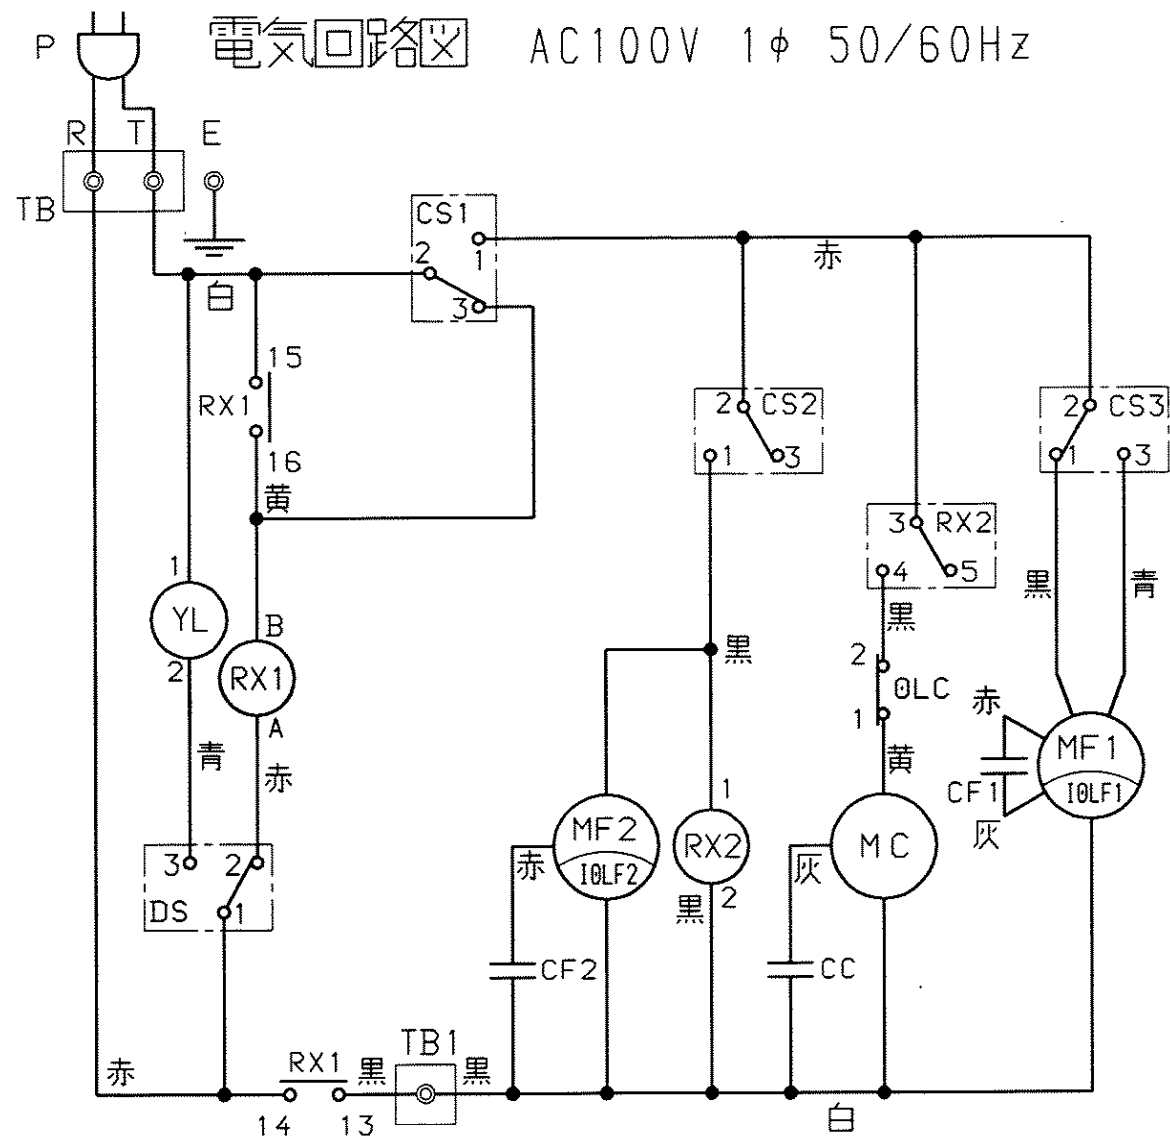 電気回路図 AC100V 1φ 50/60Hz
P
R T E
TB
CS1
1
2
3
白
赤
15
RX1
16
黄
2 CS2
1 3
2 CS3
1 3
3 RX2
4 5
黒
黒 青
1
YL
2
B
RX1
A
青
赤
黒
2
OLC
1
黄
赤
CF1
灰
MF1
IOLF1
MF2
IOLF2
赤
CF2
1
RX2
2
黒
MC
灰
CC
3 2
DS 1
赤
RX1
14 13
黒
TB1
黒
白